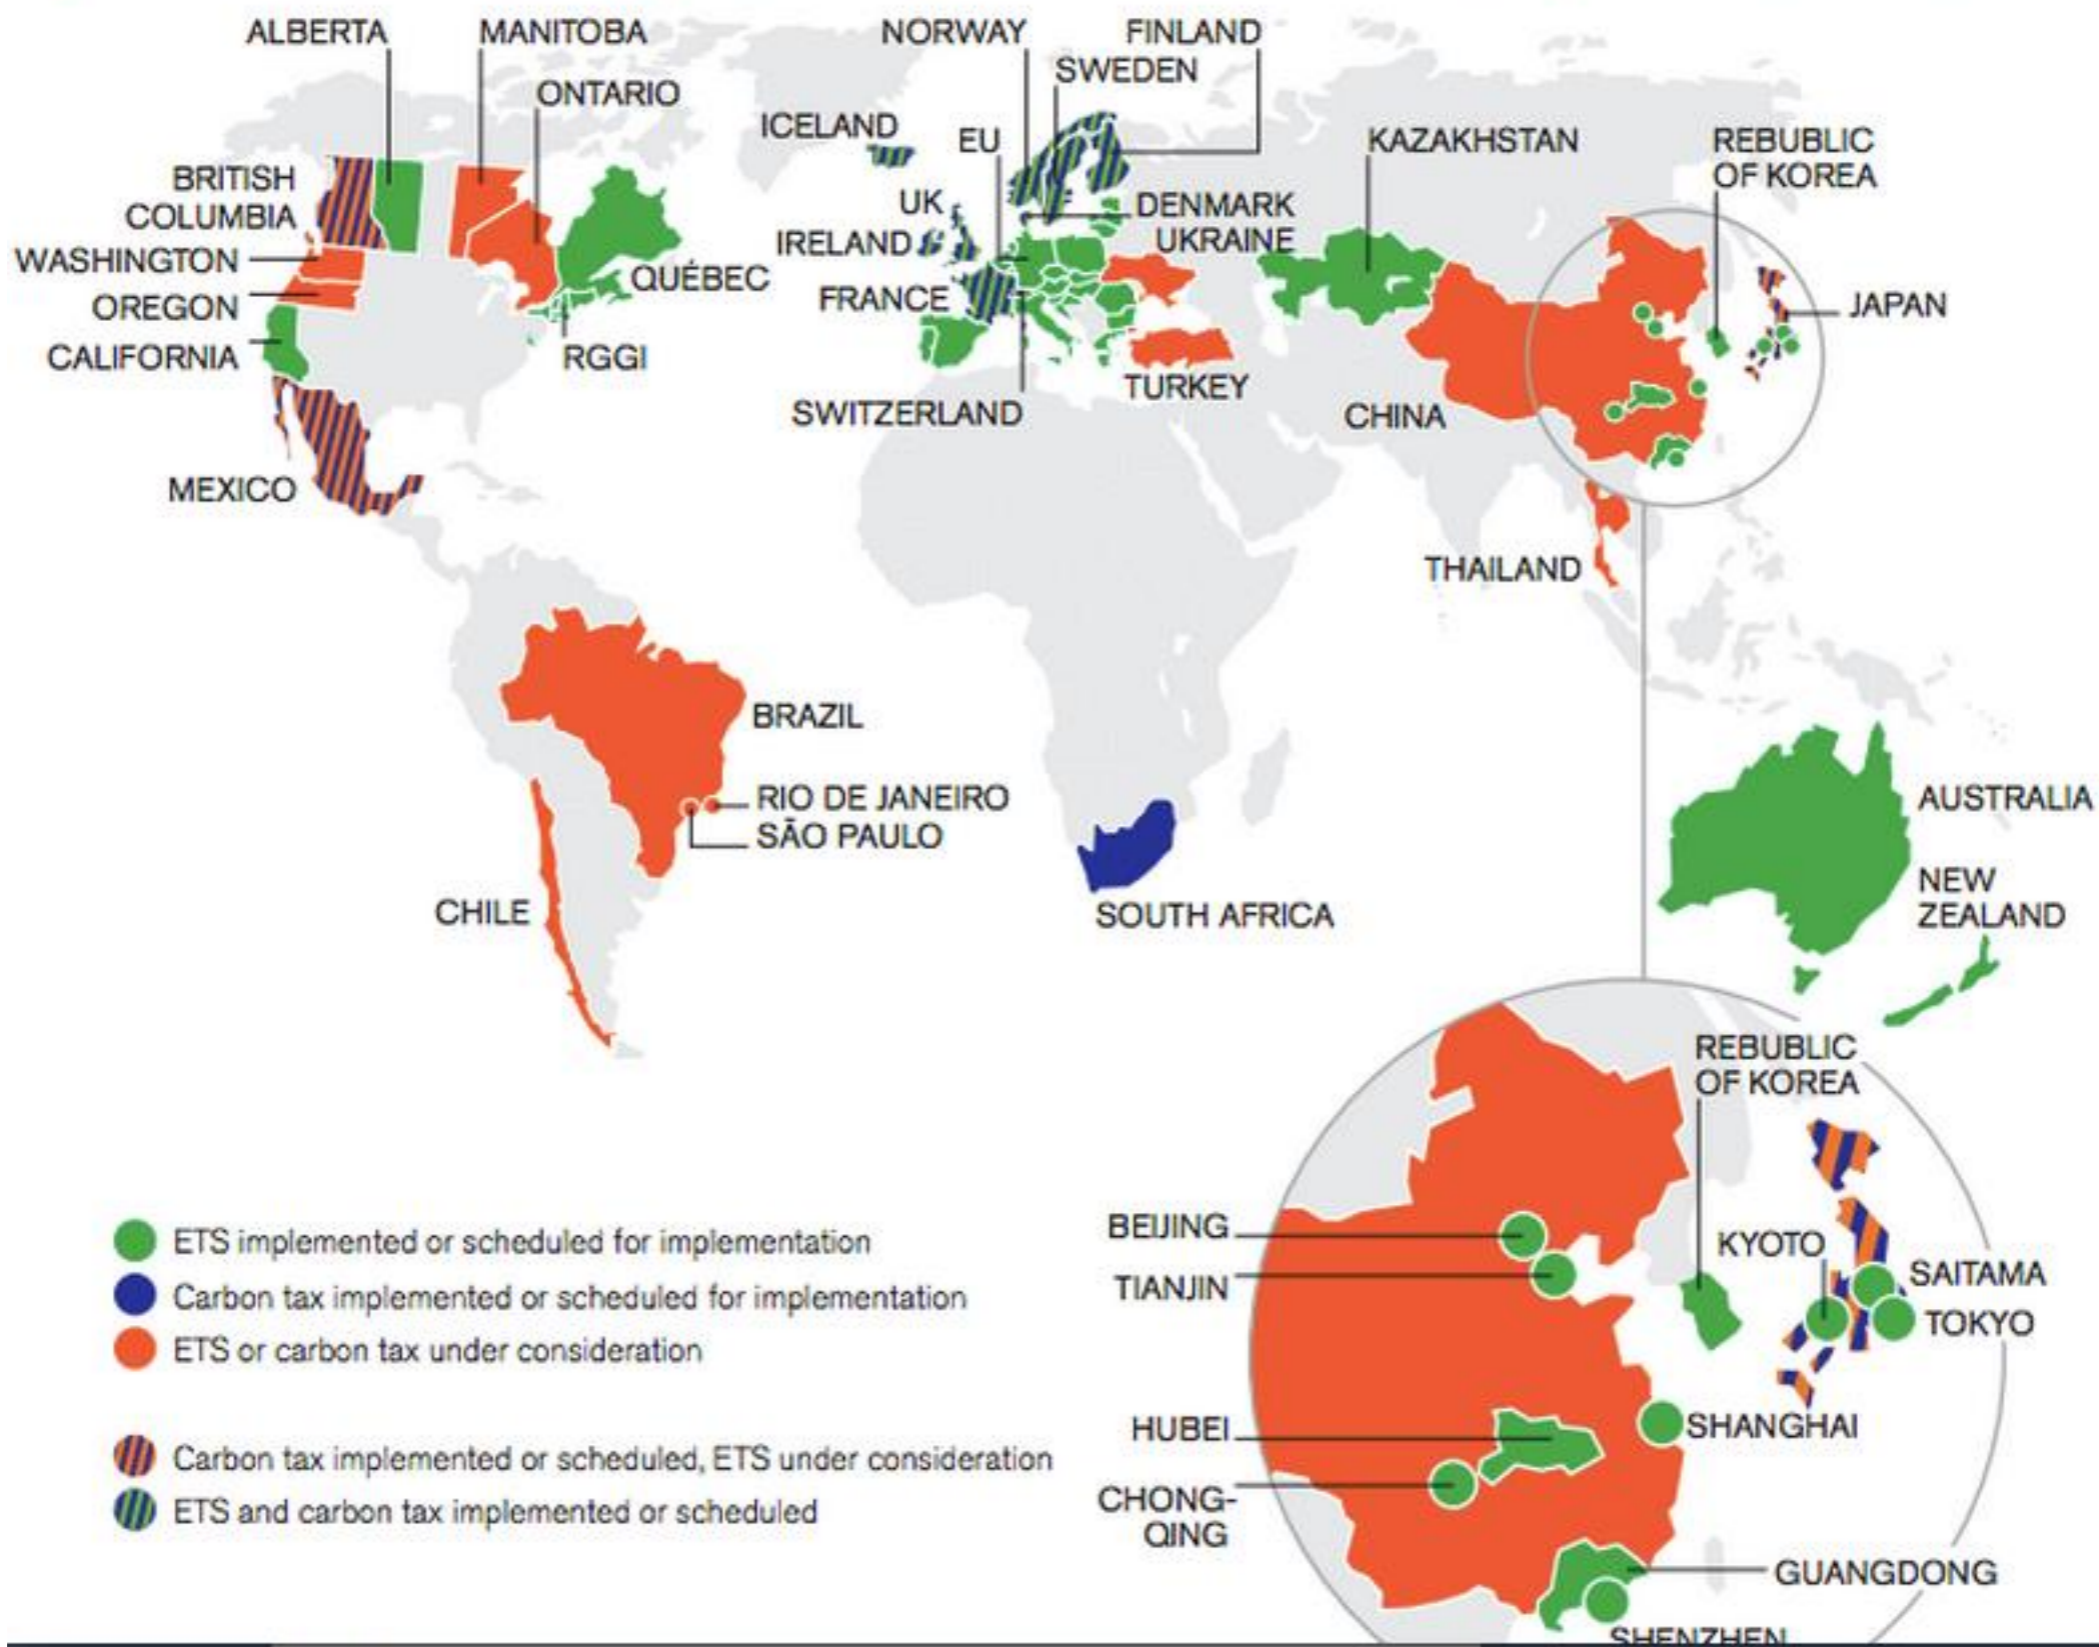 ALBERTA
MANITOBA
ONTARIO
BRITISH
COLUMBIA
WASHINGTON
OREGON
CALIFORNIA
QUÉBEC
RGGI
MEXICO
NORWAY
FINLAND
SWEDEN
ICELAND
EU
UK
IRELAND
FRANCE
DENMARK
UKRAINE
SWITZERLAND
TURKEY
KAZAKHSTAN
REBUBLIC
OF KOREA
JAPAN
CHINA
THAILAND
BRAZIL
RIO DE JANEIRO
SÃO PAULO
CHILE
SOUTH AFRICA
AUSTRALIA
NEW
ZEALAND
REBUBLIC
OF KOREA
BEIJING
TIANJIN
KYOTO
SAITAMA
TOKYO
HUBEI
SHANGHAI
CHONG-
QING
GUANGDONG
SHENZHEN
ETS implemented or scheduled for implementation
Carbon tax implemented or scheduled for implementation
ETS or carbon tax under consideration
Carbon tax implemented or scheduled, ETS under consideration
ETS and carbon tax implemented or scheduled